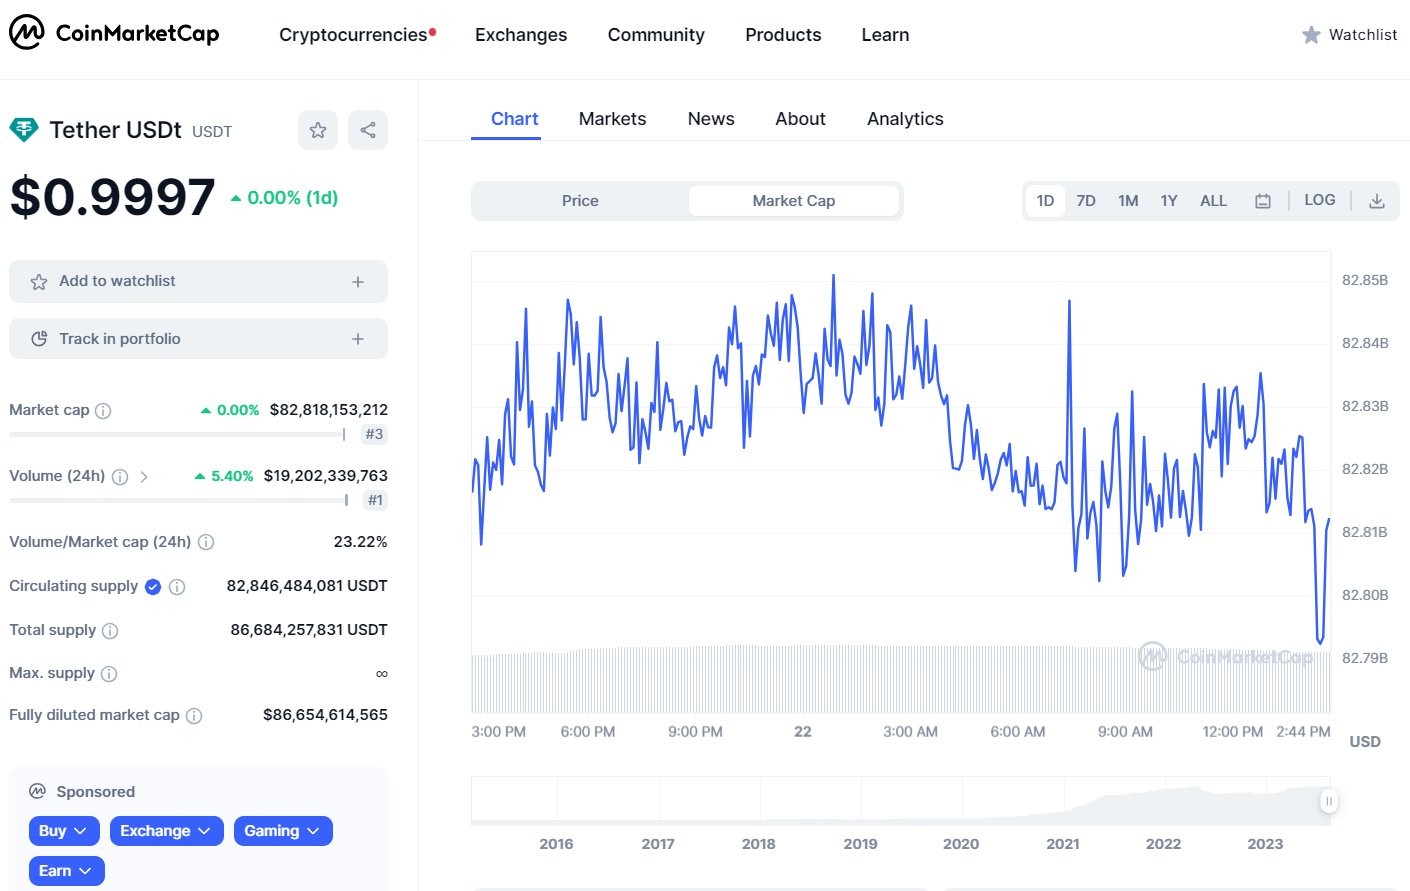 CoinMarketCap
Cryptocurrencies Exchanges Community Products Learn
Watchlist
Tether USDt USDT
$0.9997 0.00% (1d)
Add to watchlist
Track in portfolio
Market cap 0.00% $82,818,153,212
#3
Volume (24h) 5.40% $19,202,339,763
#1
Volume/Market cap (24h) 23.22%
Circulating supply 82,846,484,081 USDT
Total supply 86,684,257,831 USDT
Max. supply ∞
Fully diluted market cap $86,654,614,565
Sponsored
Buy Exchange Gaming
Earn
Chart Markets News About Analytics
Price Market Cap
1D 7D 1M 1Y ALL LOG
82.85B
82.84B
82.83B
82.82B
82.81B
82.80B
82.79B
CoinMarketCap
3:00 PM 6:00 PM 9:00 PM 22 3:00 AM 6:00 AM 9:00 AM 12:00 PM 2:44 PM
USD
2016 2017 2018 2019 2020 2021 2022 2023